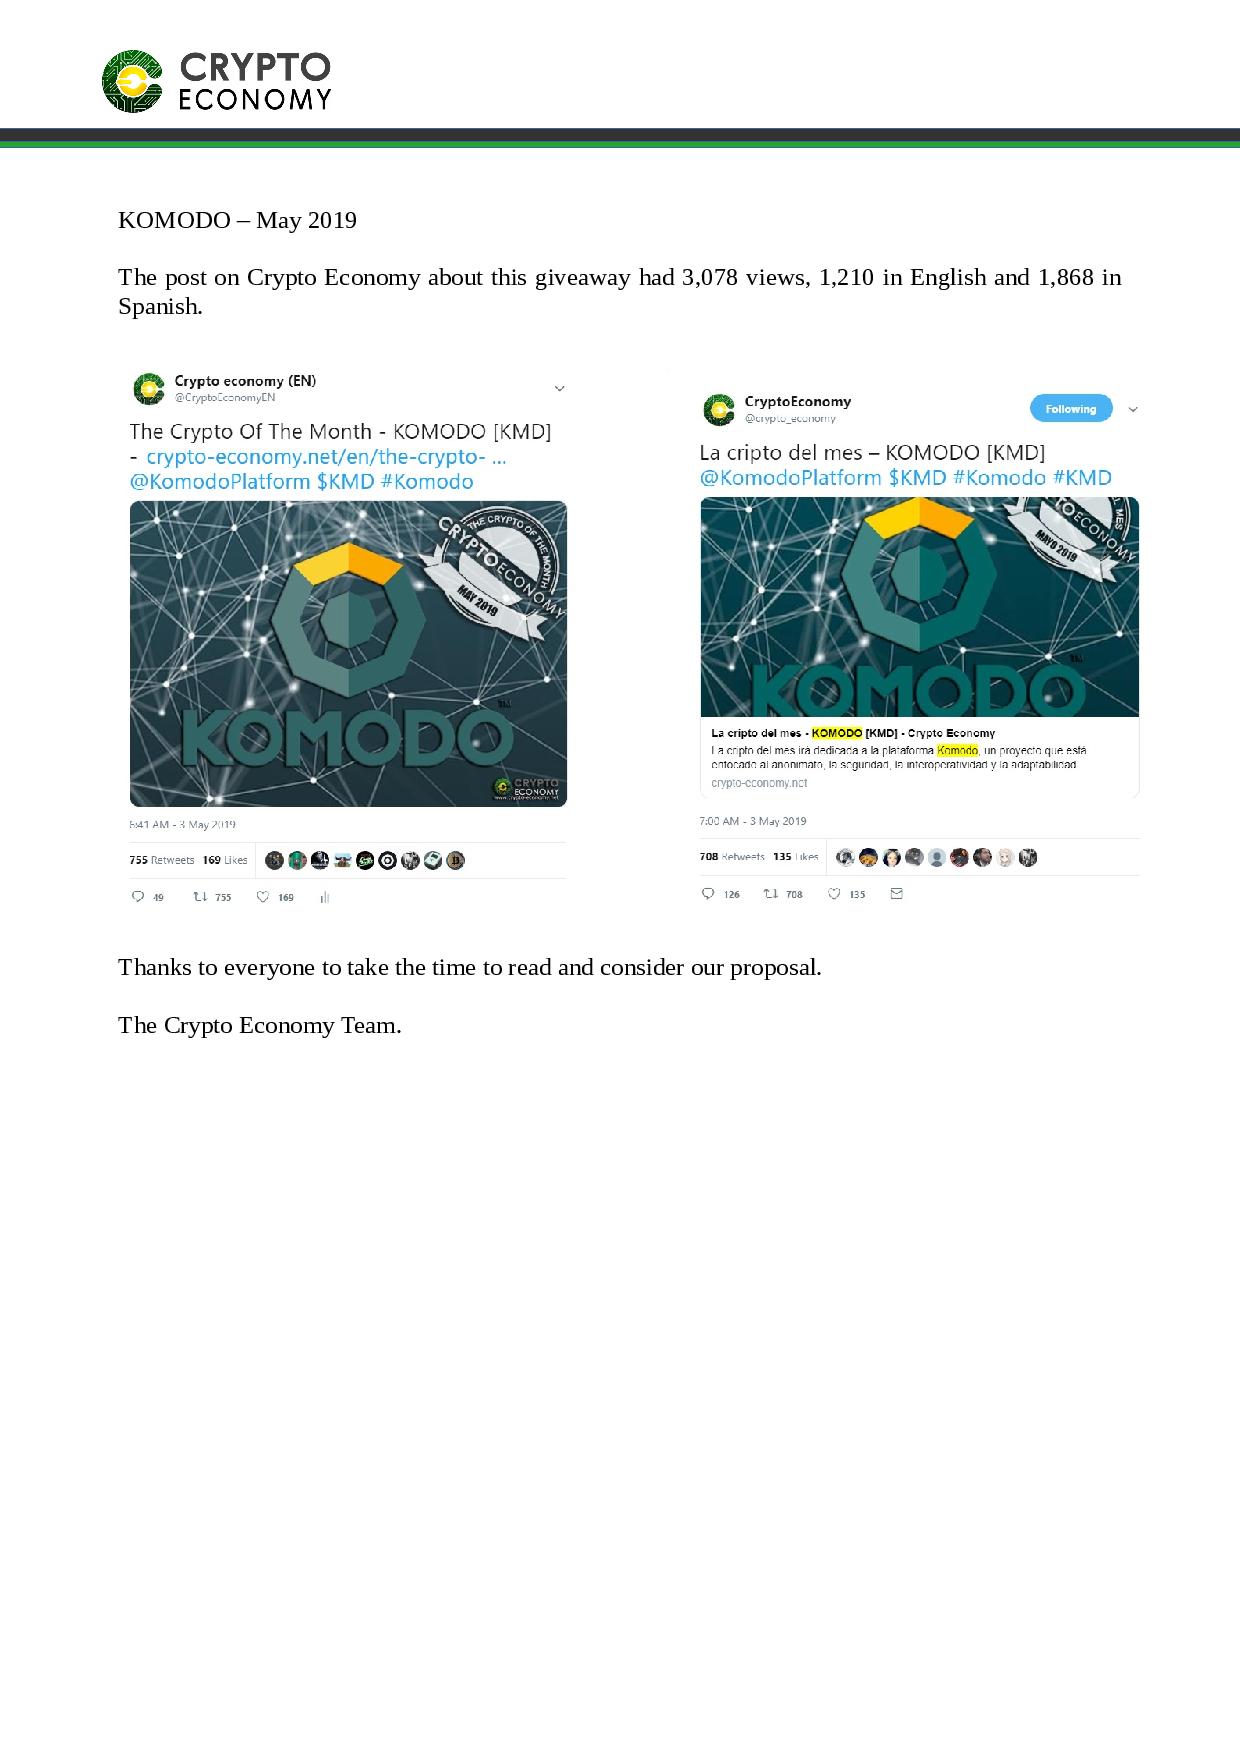 CRYPTO
ECONOMY
KOMODO – May 2019
The post on Crypto Economy about this giveaway had 3,078 views, 1,210 in English and 1,868 in
Spanish.
Crypto economy (EN)
@CryptoEconomyEN
The Crypto Of The Month - KOMODO [KMD]
- crypto-economy.net/en/the-crypto- ...
@KomodoPlatform $KMD #Komodo
THE CRYPTO OF THE MONTH
CRYPTOECONOMY
MAY 2019
KOMODO™
CRYPTO
ECONOMY
www.crypto-economy.net
6:41 AM - 3 May 2019
755 Retweets 169 Likes
49 755 169
CryptoEconomy
@crypto_economy
Following
La cripto del mes – KOMODO [KMD]
@KomodoPlatform $KMD #Komodo #KMD
MES
TOECONOMY
MAYO 2019
KOMODO™
La cripto del mes - KOMODO [KMD] - Crypto Economy
La cripto del mes irá dedicada a la plataforma Komodo, un proyecto que está
enfocado al anonimato, la seguridad, la interoperatividad y la adaptabilidad
crypto-economy.net
7:00 AM - 3 May 2019
708 Retweets 135 Likes
126 708 135
Thanks to everyone to take the time to read and consider our proposal.
The Crypto Economy Team.